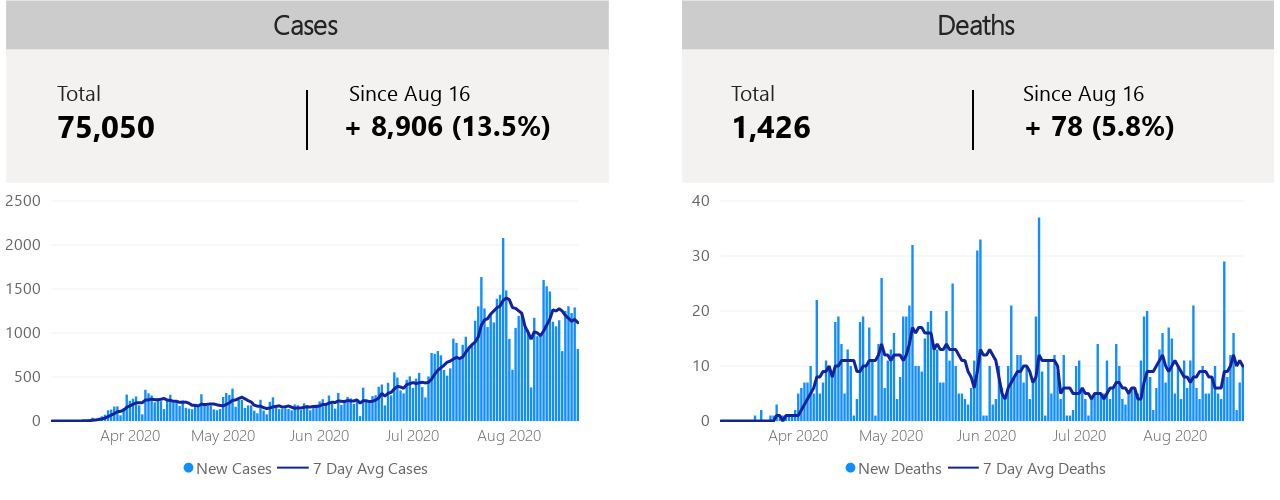 Cases
Total
75,050
Since Aug 16
+ 8,906 (13.5%)
2500
2000
1500
1000
500
0
Apr 2020 May 2020 Jun 2020 Jul 2020 Aug 2020
New Cases 7 Day Avg Cases
Deaths
Total
1,426
Since Aug 16
+ 78 (5.8%)
40
30
20
10
0
Apr 2020 May 2020 Jun 2020 Jul 2020 Aug 2020
New Deaths 7 Day Avg Deaths